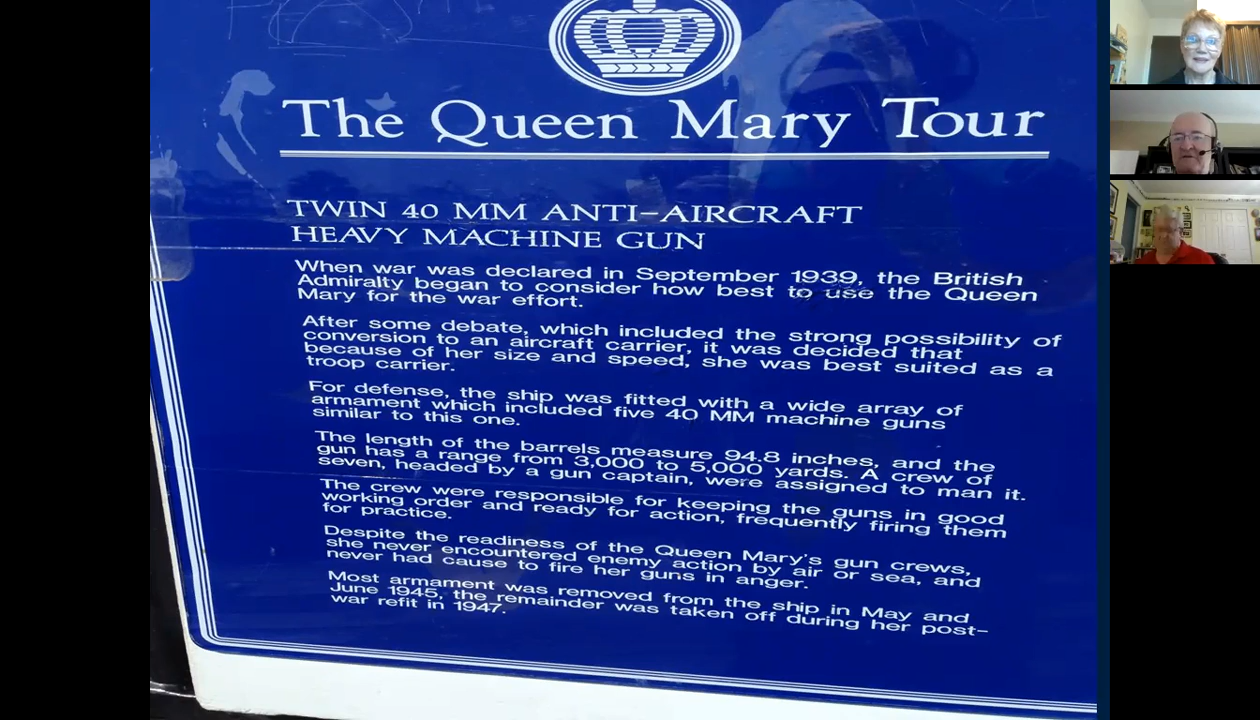 The Queen Mary Tour
TWIN 40 MM ANTI-AIRCRAFT
HEAVY MACHINE GUN
When war was declared in September 1939, the British
Admiralty began to consider how best to use the Queen
Mary for the war effort.
After some debate, which included the strong possibility of
conversion to an aircraft carrier, it was decided that
because of her size and speed, she was best suited as a
troop carrier.
For defense, the ship was fitted with a wide array of
armament which included five 40 MM machine guns
similar to this one.
The length of the barrels measure 94.8 inches, and the
gun has a range from 3,000 to 5,000 yards. A crew of
seven, headed by a gun captain, were assigned to man it.
The crew were responsible for keeping the guns in good
working order and ready for action, frequently firing them
for practice.
Despite the readiness of the Queen Mary's gun crews,
she never encountered enemy action by air or sea, and
never had cause to fire her guns in anger.
Most armament was removed from the ship in May and
June 1945, the remainder was taken off during her post-
war refit in 1947.